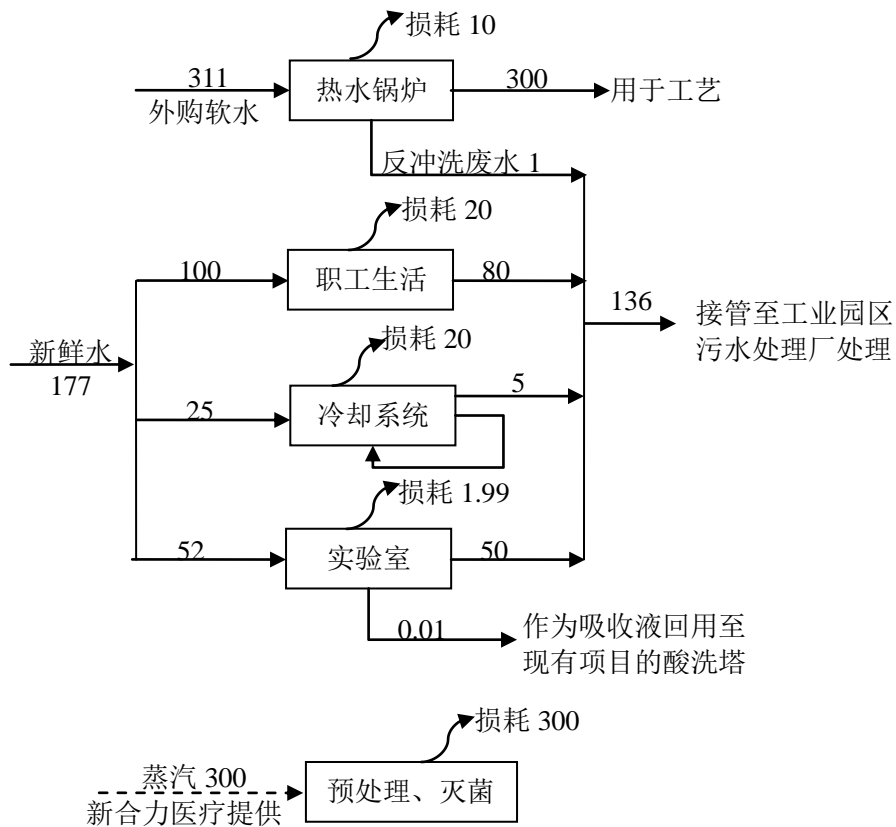 损耗 10
311
外购软水
热水锅炉
300
用于工艺
反冲洗废水 1
损耗 20
100
职工生活
80
136
接管至工业园区
污水处理厂处理
新鲜水
177
损耗 20
25
冷却系统
5
损耗 1.99
52
实验室
50
0.01
作为吸收液回用至
现有项目的酸洗塔
损耗 300
蒸汽 300
新合力医疗提供
预处理、灭菌